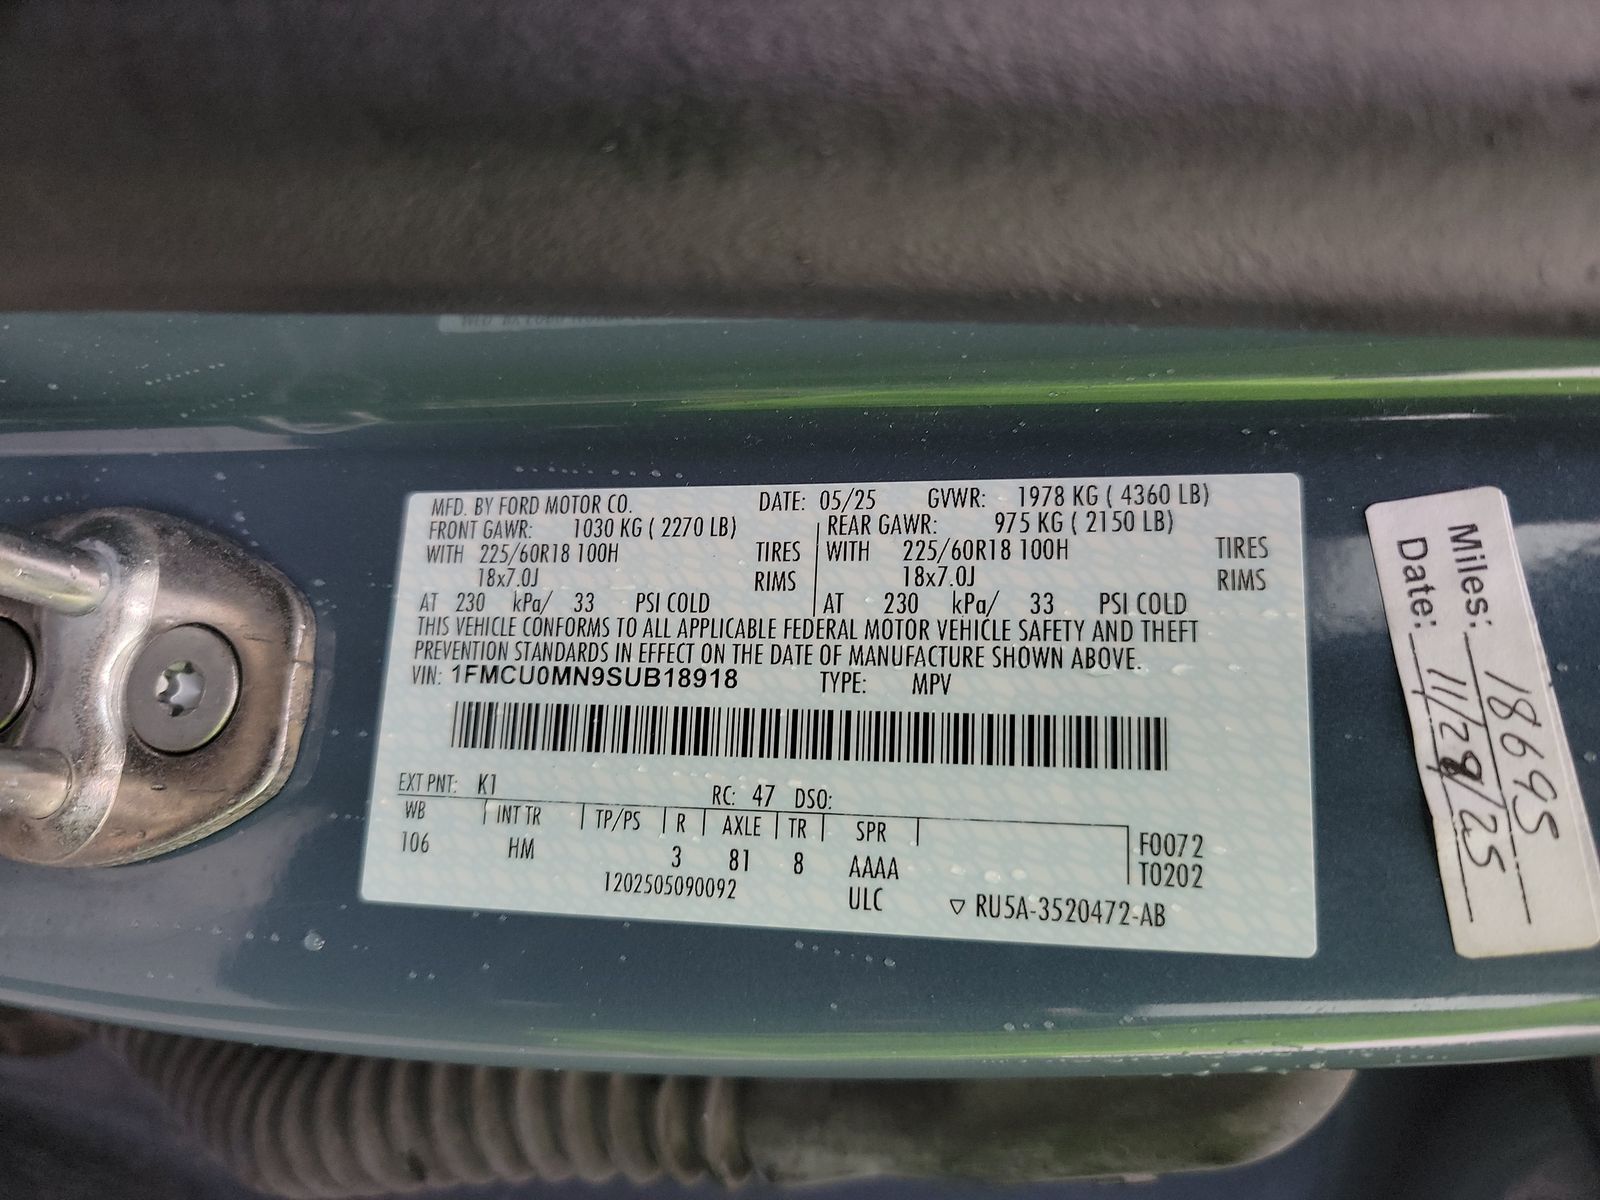 MFD. BY FORD MOTOR CO. DATE: 05/25 GVWR: 1978 KG ( 4360 LB)
FRONT GAWR: 1030 KG ( 2270 LB) REAR GAWR: 975 KG ( 2150 LB)
WITH 225/60R18 100H TIRES WITH 225/60R18 100H TIRES
18x7.0J RIMS 18x7.0J RIMS
AT 230 kPa/ 33 PSI COLD AT 230 kPa/ 33 PSI COLD
THIS VEHICLE CONFORMS TO ALL APPLICABLE FEDERAL MOTOR VEHICLE SAFETY AND THEFT
PREVENTION STANDARDS IN EFFECT ON THE DATE OF MANUFACTURE SHOWN ABOVE.
VIN: 1FMCU0MN9SUB18918 TYPE: MPV
EXT PNT: K1 RC: 47 DSO:
WB INT TR TP/PS R AXLE TR SPR F0072
106 HM 3 81 8 AAAA T0202
1202505090092 ULC RU5A-3520472-AB
Miles: 18695
Date: 11/28/25